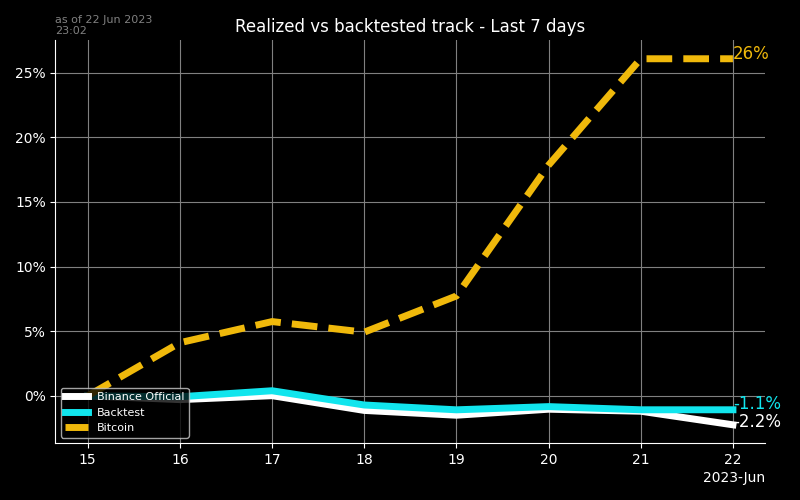 as of 22 Jun 2023
23:02
Realized vs backtested track - Last 7 days
25%
20%
15%
10%
5%
0%
26%
-1.1%
-2.2%
Binance Official
Backtest
Bitcoin
15 16 17 18 19 20 21 22
2023-Jun